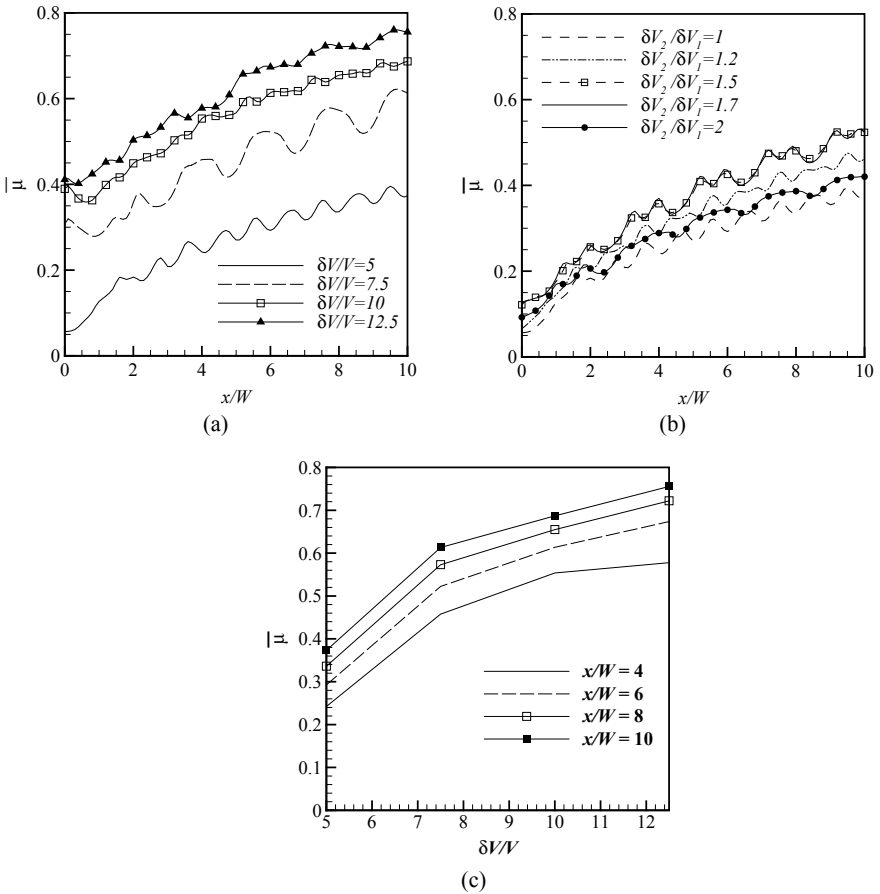 0.8
0.6
0.4
0.2
0
μ
0
2
4
6
8
10
x/W
δV/V=5
δV/V=7.5
δV/V=10
δV/V=12.5
(a)
0.8
0.6
0.4
0.2
0
μ
0
2
4
6
8
10
x/W
δV₂/δV₁=1
δV₂/δV₁=1.2
δV₂/δV₁=1.5
δV₂/δV₁=1.7
δV₂/δV₁=2
(b)
0.8
0.7
0.6
0.5
0.4
0.3
0.2
0.1
0
μ
5
6
7
8
9
10
11
12
δV/V
x/W = 4
x/W = 6
x/W = 8
x/W = 10
(c)